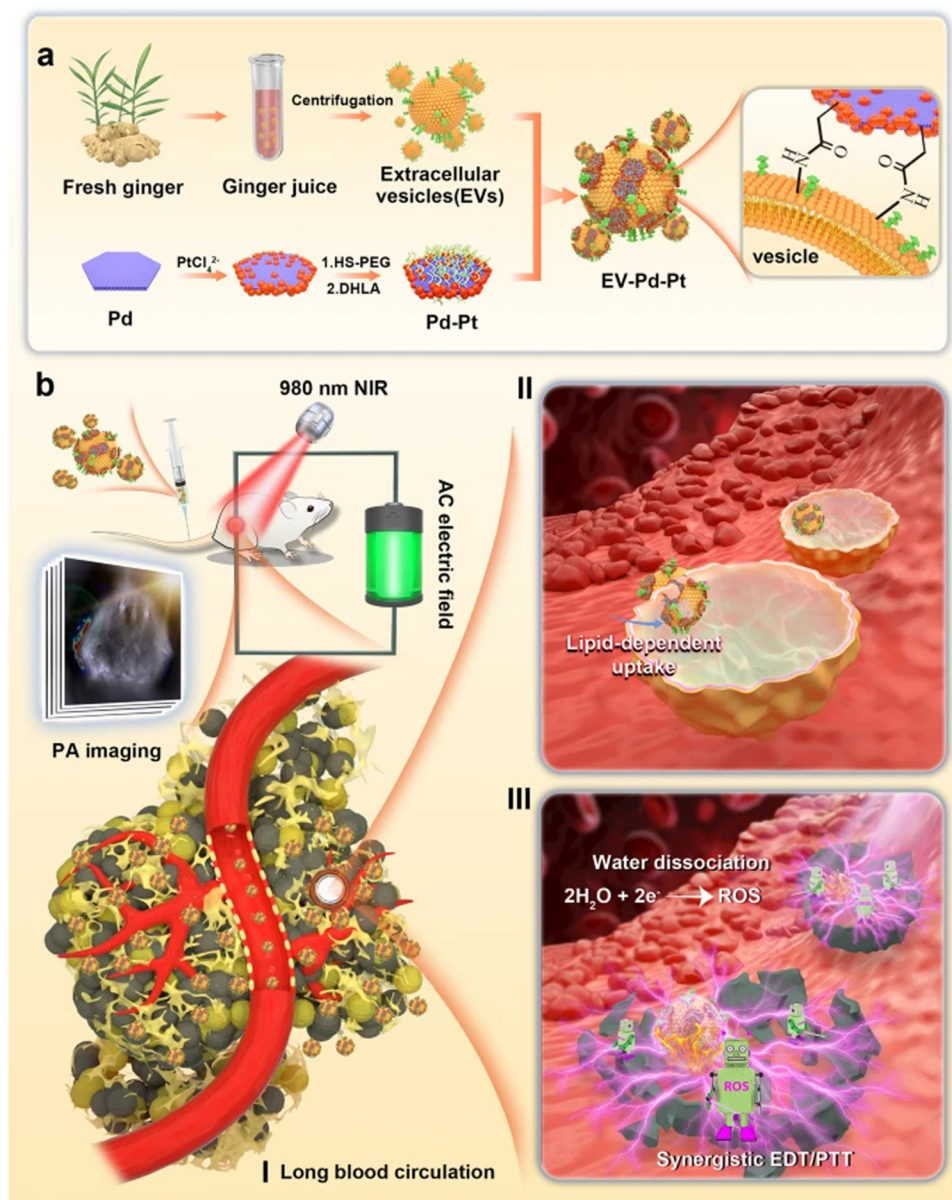 a
Fresh ginger
Ginger juice
Centrifugation
Extracellular
vesicles(EVs)
PtCl₄²⁻
1.HS-PEG
2.DHLA
Pd
Pd-Pt
EV-Pd-Pt
O
N
H
O
N
H
vesicle
b
980 nm NIR
AC electric field
PA imaging
I Long blood circulation
II
Lipid-dependent
uptake
III
Water dissociation
2H₂O + 2e⁻ → ROS
ROS
Synergistic EDT/PTT